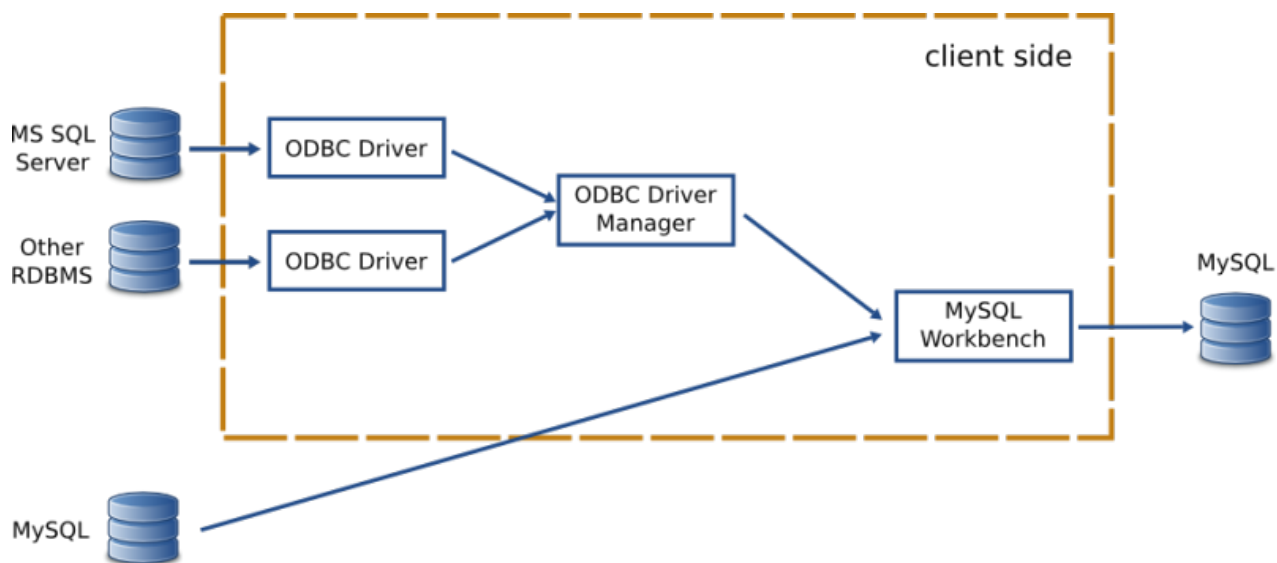 client side
MS SQL
Server
ODBC Driver
ODBC Driver
Manager
Other
RDBMS
ODBC Driver
MySQL
Workbench
MySQL
MySQL